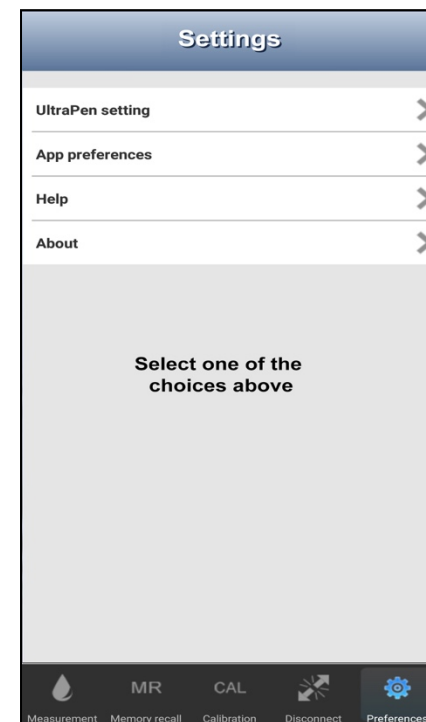 Settings
UltraPen setting
App preferences
Help
About
Select one of the
choices above
MR CAL
Measurement Memory recall Calibration Disconnect Preferences